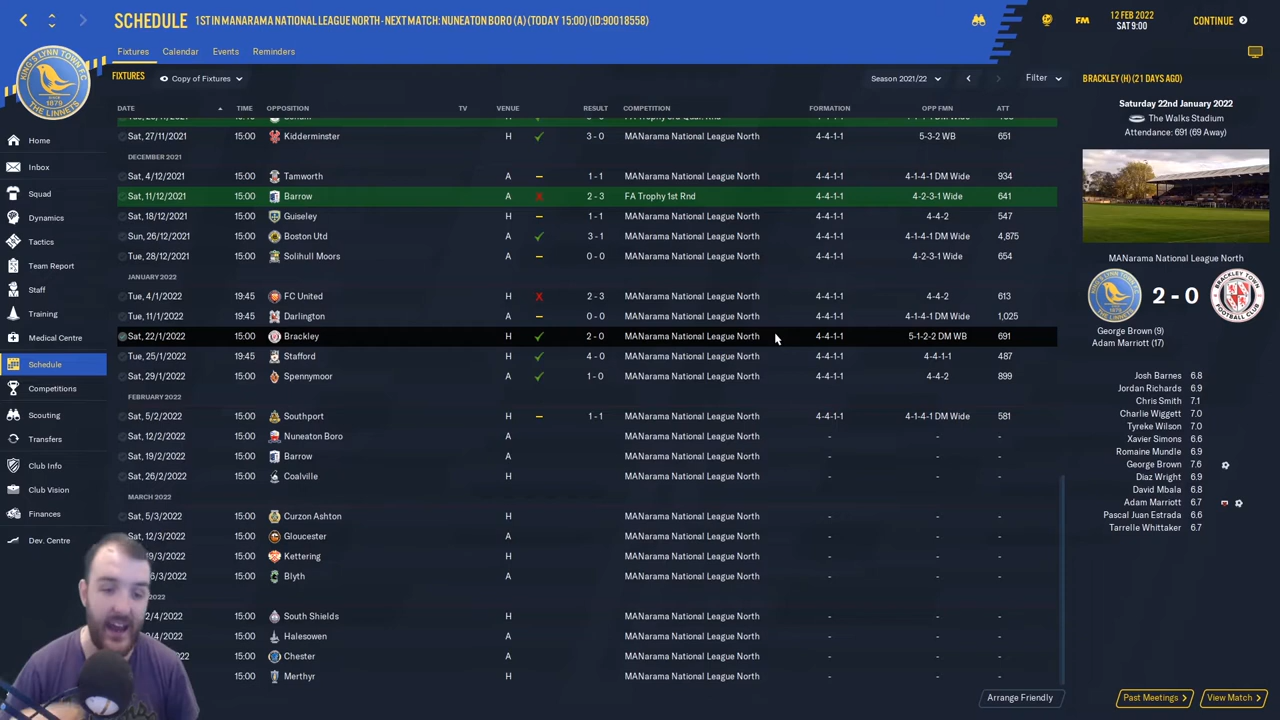 SCHEDULE 1ST IN MANARAMA NATIONAL LEAGUE NORTH - NEXT MATCH: NUNEATON BORO (A) (TODAY 15:00) (ID:90018558)
FM 12 FEB 2022 SAT 9:00 CONTINUE
Fixtures Calendar Events Reminders
FIXTURES Copy of Fixtures Season 2021/22 Filter
DATE TIME OPPOSITION TV VENUE RESULT COMPETITION FORMATION OPP FMN ATT
Sat, 27/11/2021 15:00 Kidderminster H 3 - 0 MANarama National League North 4-4-1-1 5-3-2 WB 651
DECEMBER 2021
Sat, 4/12/2021 15:00 Tamworth A 1 - 1 MANarama National League North 4-4-1-1 4-1-4-1 DM Wide 934
Sat, 11/12/2021 15:00 Barrow A x 2 - 3 FA Trophy 1st Rnd 4-4-1-1 4-2-3-1 Wide 641
Sat, 18/12/2021 15:00 Guiseley H 1 - 1 MANarama National League North 4-4-1-1 4-4-2 547
Sun, 26/12/2021 15:00 Boston Utd A 3 - 1 MANarama National League North 4-4-1-1 4-1-4-1 DM Wide 4,875
Tue, 28/12/2021 15:00 Solihull Moors A 0 - 0 MANarama National League North 4-4-1-1 4-2-3-1 Wide 654
JANUARY 2022
Tue, 4/1/2022 19:45 FC United H X 2 - 3 MANarama National League North 4-4-1-1 4-4-2 613
Tue, 11/1/2022 19:45 Darlington A 0 - 0 MANarama National League North 4-4-1-1 4-1-4-1 DM Wide 1,025
Sat, 22/1/2022 15:00 Brackley H 2 - 0 MANarama National League North 4-4-1-1 5-1-2-2 DM WB 691
Tue, 25/1/2022 19:45 Stafford H 4 - 0 MANarama National League North 4-4-1-1 4-4-1-1 487
Sat, 29/1/2022 15:00 Spennymoor A 1 - 0 MANarama National League North 4-4-1-1 4-4-2 899
FEBRUARY 2022
Sat, 5/2/2022 15:00 Southport H 1 - 1 MANarama National League North 4-4-1-1 4-1-4-1 DM Wide 581
Sat, 12/2/2022 15:00 Nuneaton Boro A MANarama National League North - - -
Sat, 19/2/2022 15:00 Barrow A MANarama National League North - - -
Sat, 26/2/2022 15:00 Coalville H MANarama National League North - - -
MARCH 2022
Sat, 5/3/2022 15:00 Curzon Ashton H MANarama National League North - - -
Sat, 12/3/2022 15:00 Gloucester A MANarama National League North - - -
19/3/2022 15:00 Kettering H MANarama National League North - - -
/3/2022 15:00 Blyth A MANarama National League North - - -
2022
2/4/2022 15:00 South Shields H MANarama National League North - - -
/4/2022 15:00 Halesowen A MANarama National League North - - -
2022 15:00 Chester A MANarama National League North - - -
15:00 Merthyr H MANarama National League North - - -
Arrange Friendly
KING'S LYNN TOWN F.C.
1879
THE LINNETS
Home
Inbox
Squad
Dynamics
Tactics
Team Report
Staff
Training
Medical Centre
Schedule
Competitions
Scouting
Transfers
Club Info
Club Vision
Finances
Dev. Centre
BRACKLEY (H) (21 DAYS AGO)
Saturday 22nd January 2022
The Walks Stadium
Attendance: 691 (69 Away)
MANarama National League North
2 - 0
George Brown (9)
Adam Marriott (17)
Josh Barnes 6.8
Jordan Richards 6.9
Chris Smith 7.1
Charlie Wiggett 7.0
Tyreke Wilson 7.0
Xavier Simons 6.6
Romaine Mundle 6.9
George Brown 7.6
Diaz Wright 6.9
David Mbala 6.8
Adam Marriott 6.7
Pascal Juan Estrada 6.6
Tarrelle Whittaker 6.7
Past Meetings View Match